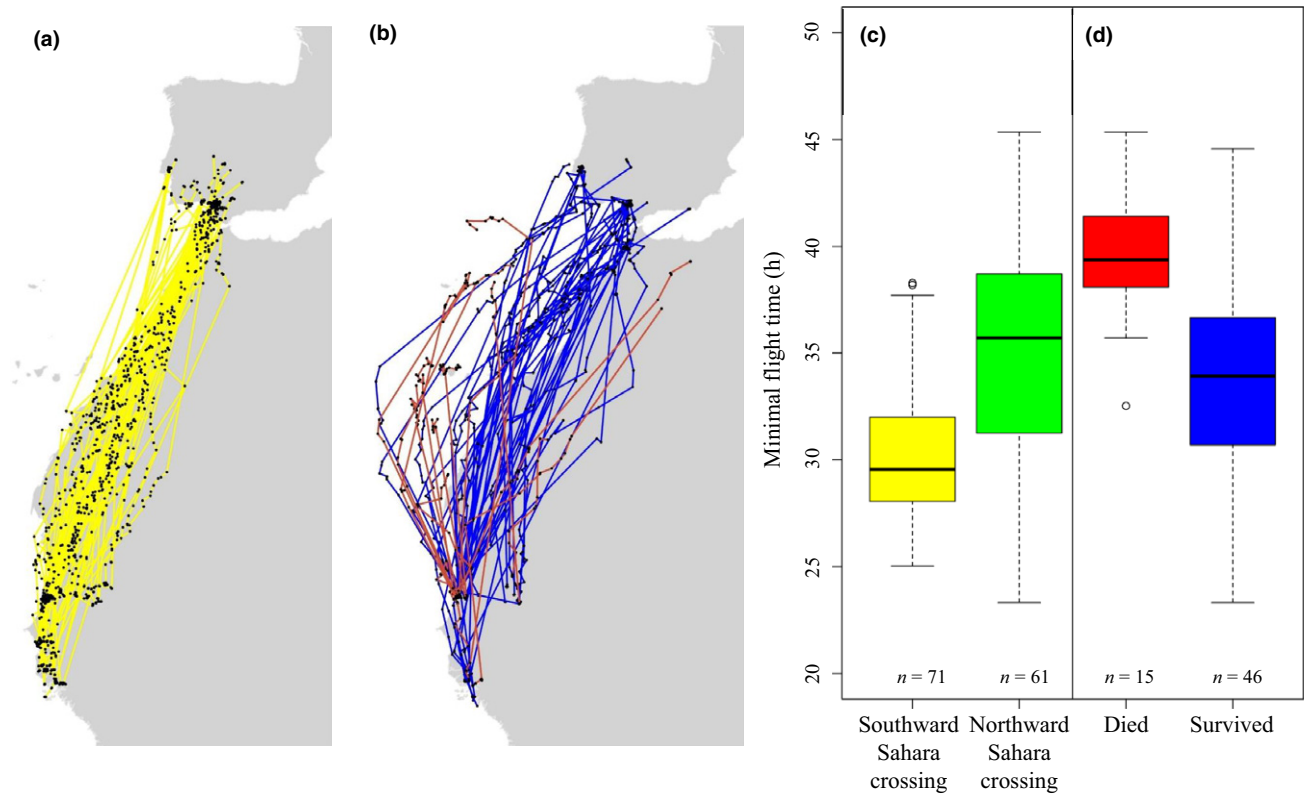 (a)
(b)
(c)
(d)
Minimal flight time (h)
50
45
40
35
30
25
20
n = 71
n = 61
n = 15
n = 46
Southward
Sahara
crossing
Northward
Sahara
crossing
Died
Survived